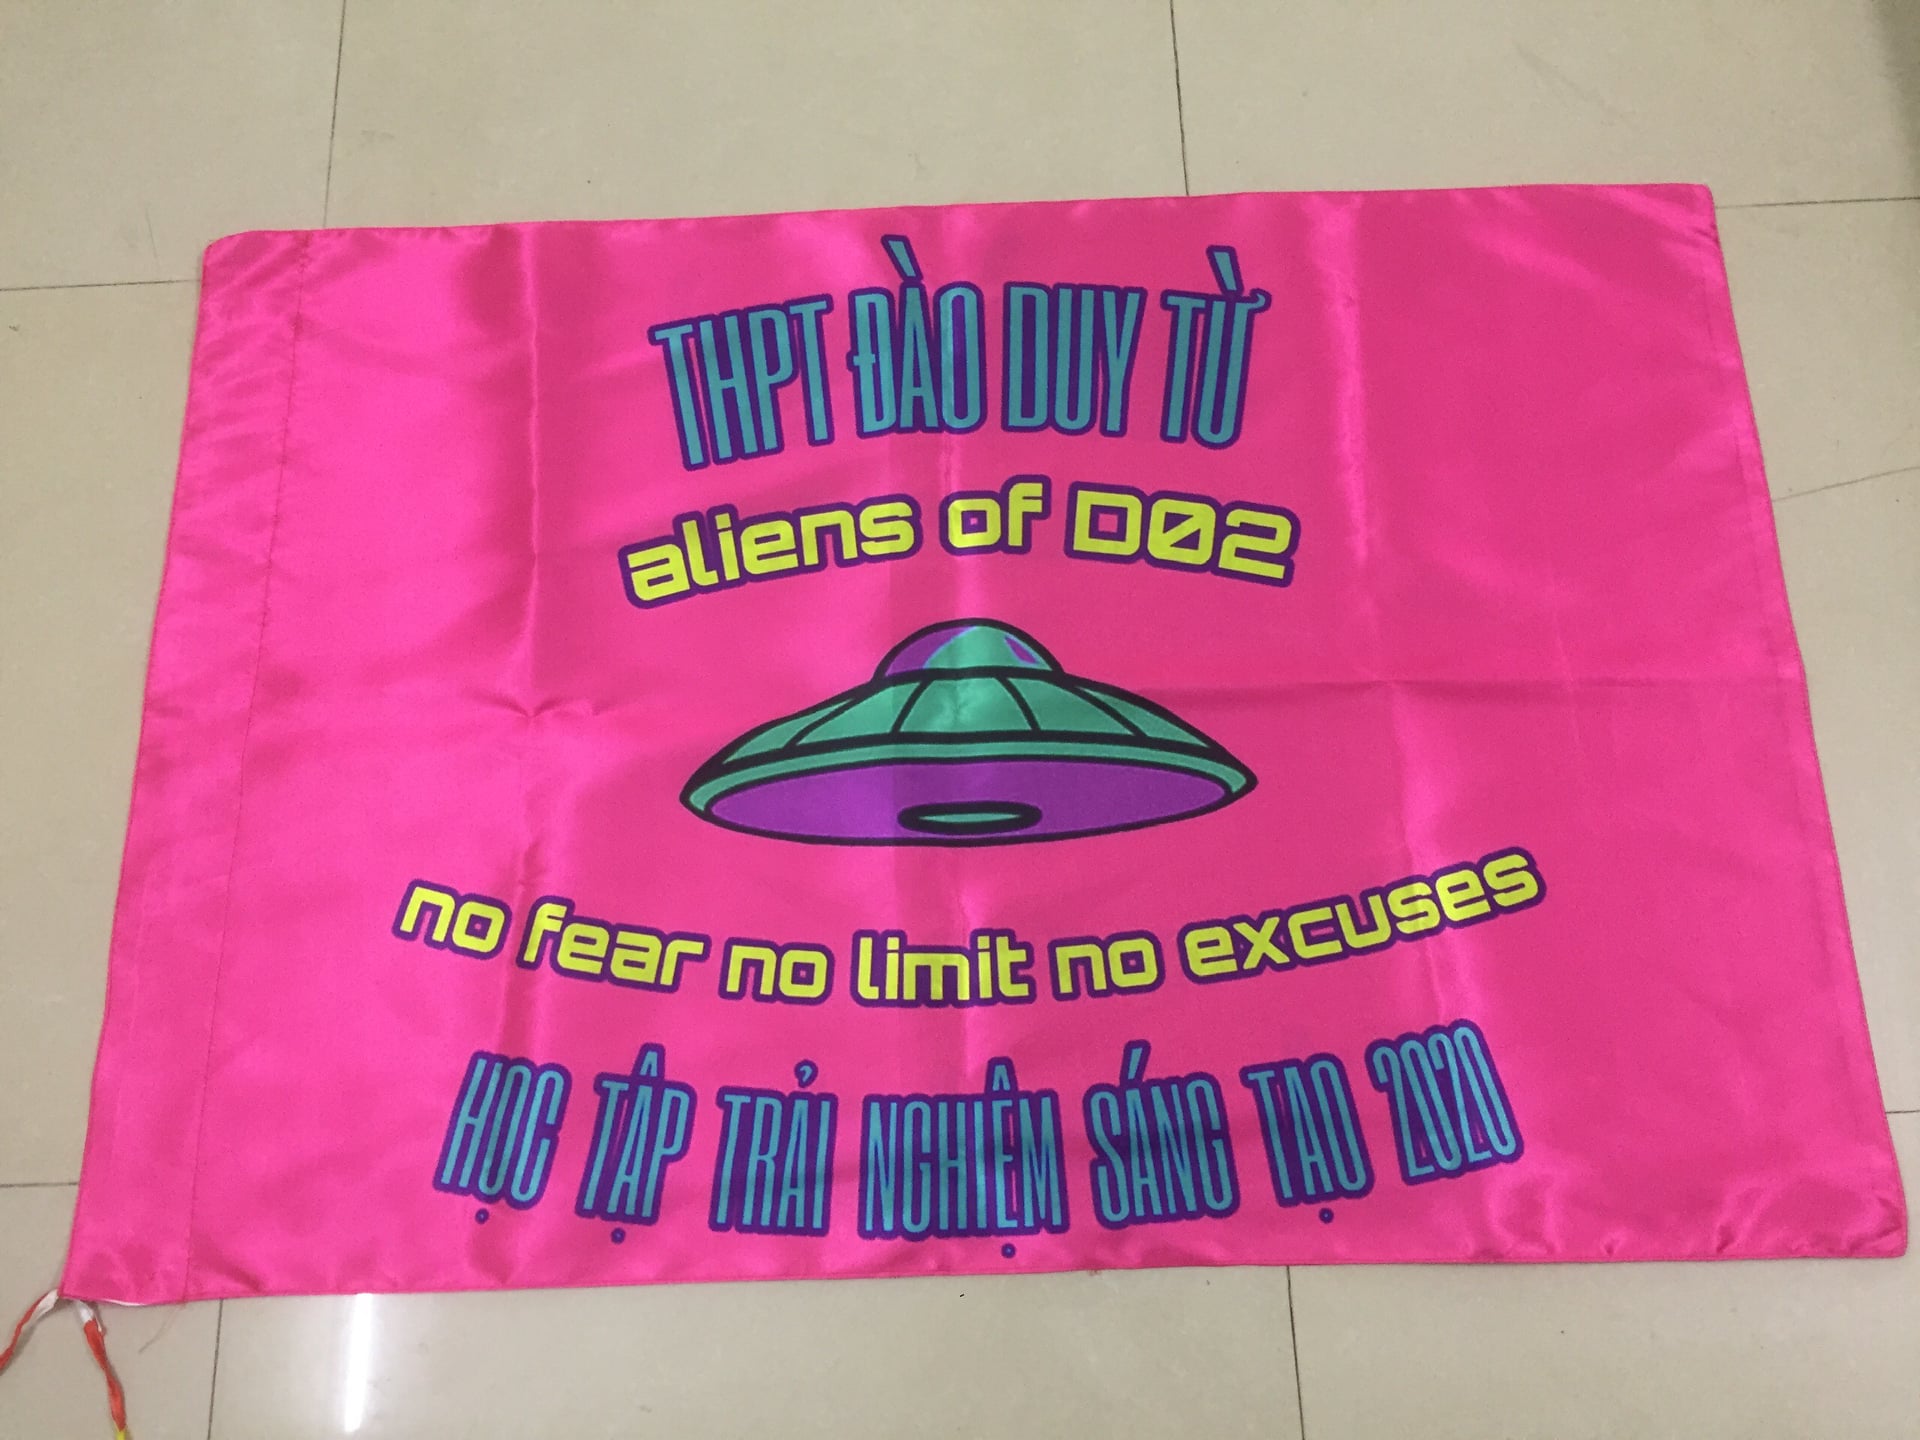 THPT ĐÀO DUY TỪ
aliens of D02
no fear no limit no excuses
HỌC TẬP TRẢI NGHIỆM SÁNG TẠO 2020